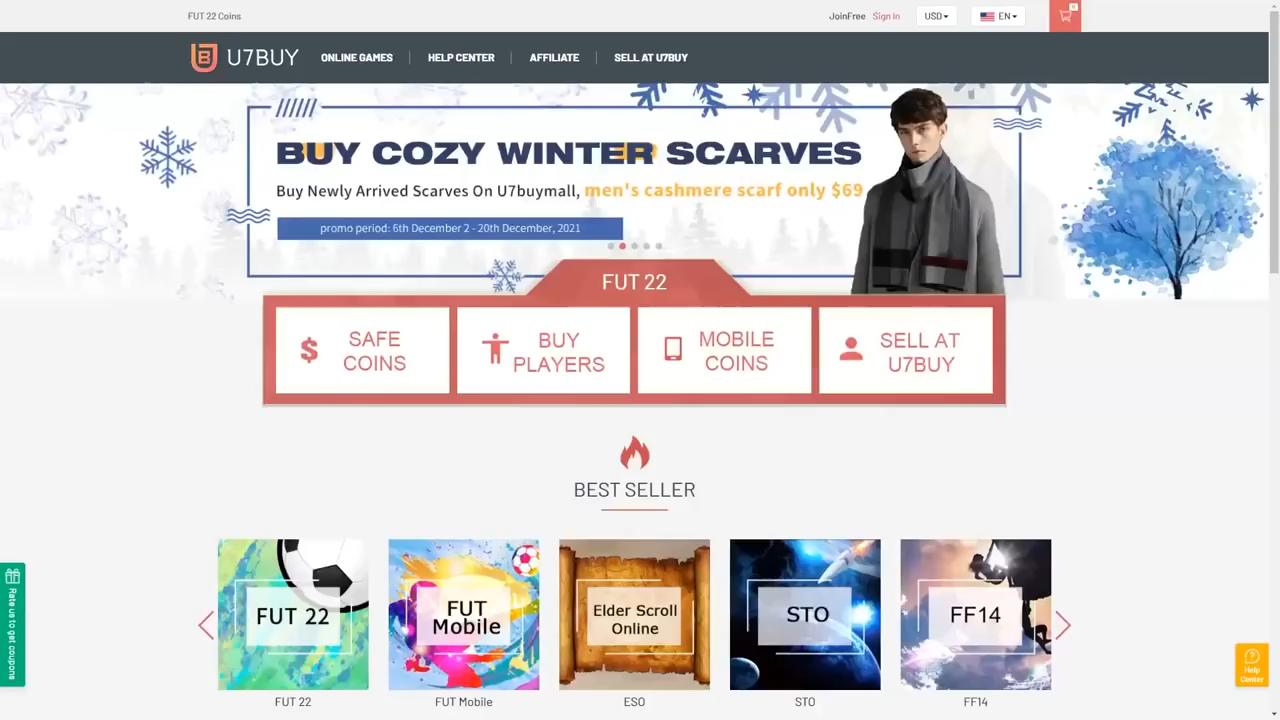 FUT 22 Coins
JoinFree Sign In USD EN 0
U7BUY ONLINE GAMES HELP CENTER AFFILIATE SELL AT U7BUY
BUY COZY WINTER SCARVES
Buy Newly Arrived Scarves On U7buymall, men's cashmere scarf only $69
promo period: 6th December 2 - 20th December, 2021
FUT 22
SAFE
COINS
BUY
PLAYERS
MOBILE
COINS
SELL AT
U7BUY
BEST SELLER
FUT 22
FUT
Mobile
Elder Scroll
Online
STO
FF14
FUT 22
FUT Mobile
ESO
STO
FF14
Rate us to get coupons
Help
Center